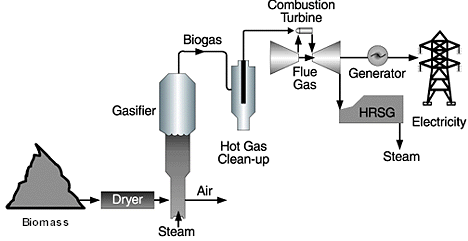 Combustion
Turbine
Biogas
Flue
Gas
Generator
Gasifier
HRSG
Electricity
Hot Gas
Clean-up
Steam
Air
Dryer
Biomass
Steam